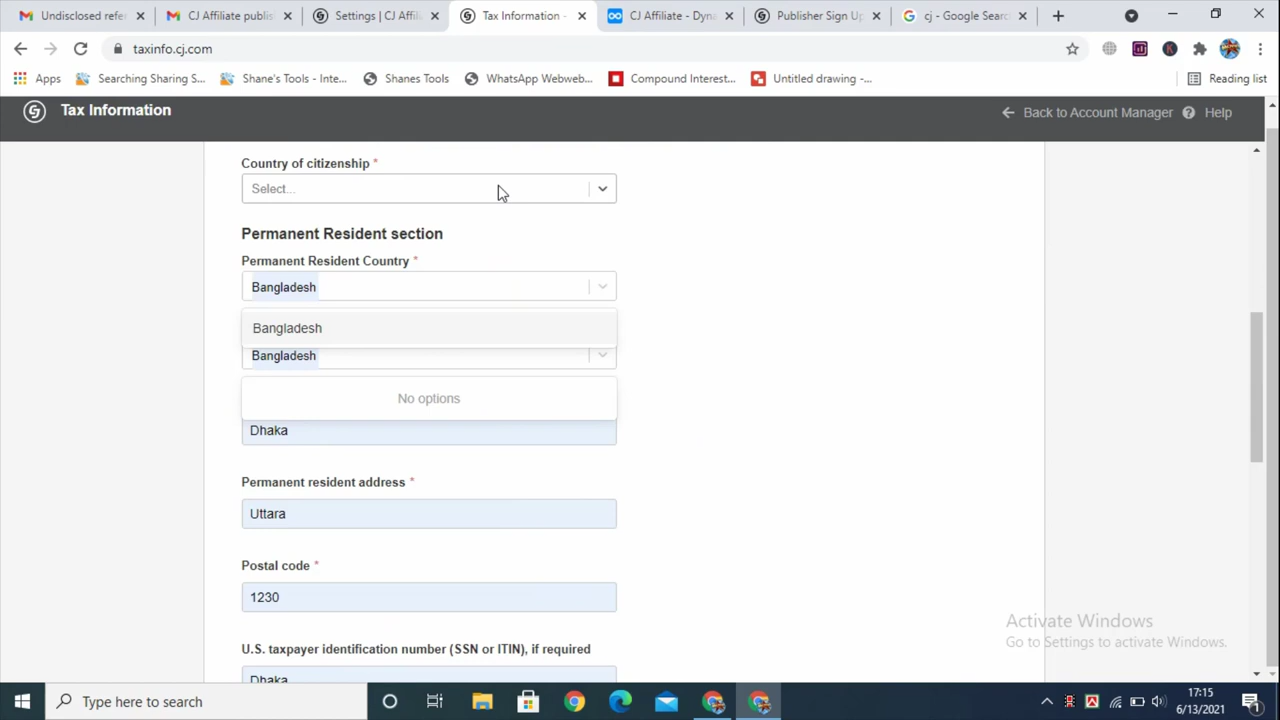 Undisclosed refe
CJ Affiliate publis
Settings | CJ Affili
Tax Information -
CJ Affiliate - Dyna
Publisher Sign Up
cj - Google Searc
taxinfo.cj.com
Apps
Searching Sharing S...
Shane's Tools - Inte...
Shanes Tools
WhatsApp Webweb...
Compound Interest...
Untitled drawing -...
Reading list
Tax Information
Back to Account Manager
Help
Country of citizenship *
Select...
Permanent Resident section
Permanent Resident Country *
Bangladesh
Bangladesh
Bangladesh
No options
Dhaka
Permanent resident address *
Uttara
Postal code *
1230
U.S. taxpayer identification number (SSN or ITIN), if required
Dhaka
Activate Windows
Go to Settings to activate Windows.
Type here to search
17:15
6/13/2021